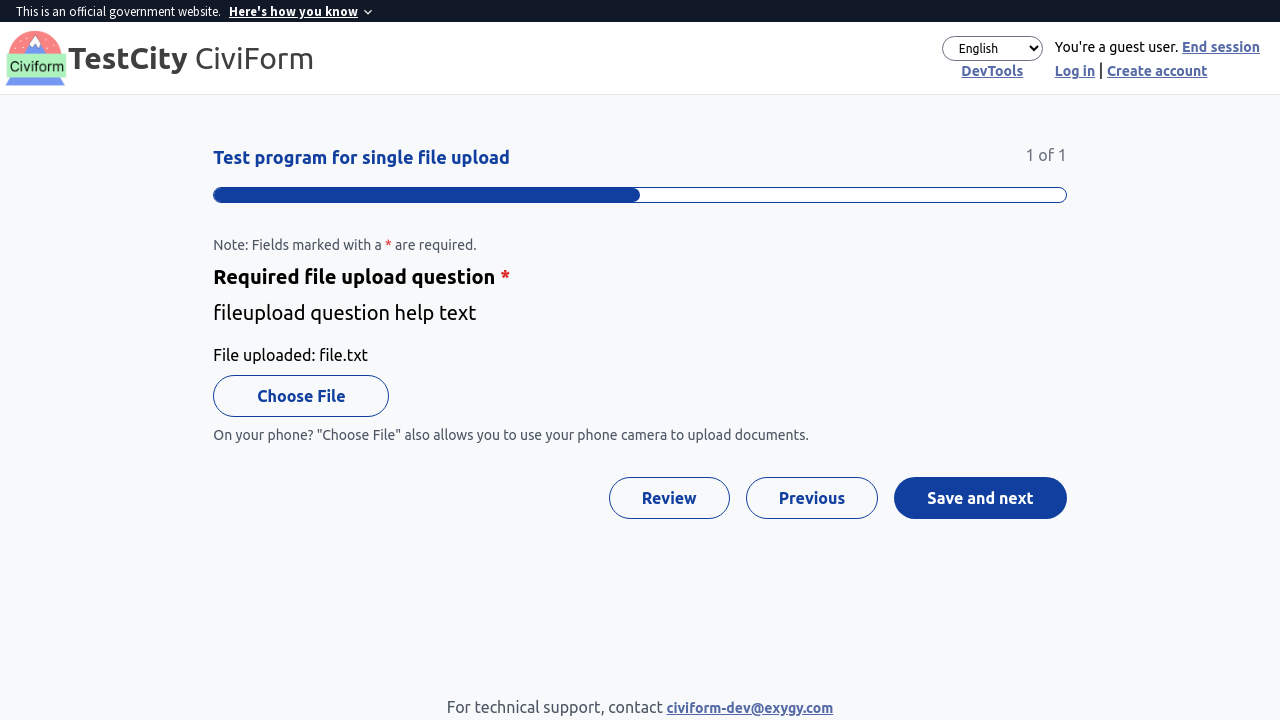 This is an official government website. Here's how you know
Civiform
TestCity CiviForm
English
You're a guest user. End session
DevTools
Log in | Create account
Test program for single file upload
1 of 1
Note: Fields marked with a * are required.
Required file upload question *
fileupload question help text
File uploaded: file.txt
Choose File
On your phone? "Choose File" also allows you to use your phone camera to upload documents.
Review
Previous
Save and next
For technical support, contact civiform-dev@exygy.com